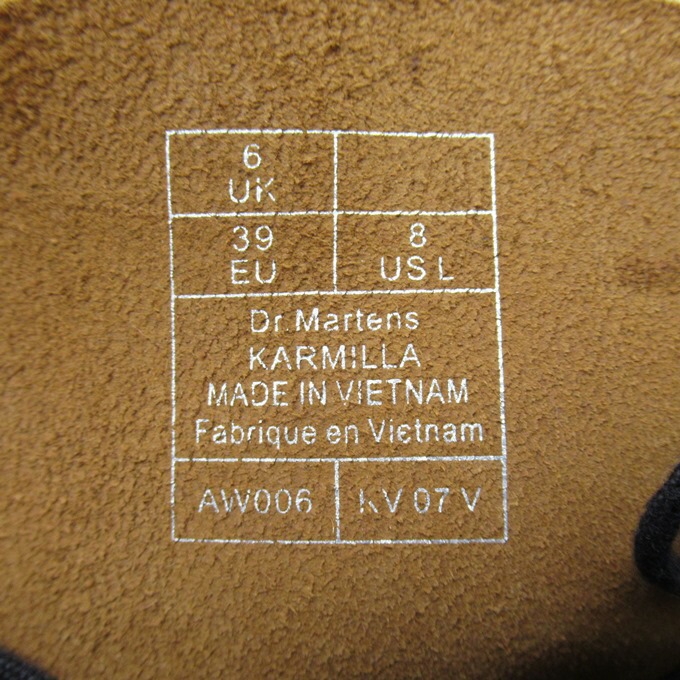 6
UK
39
EU
8
US L
Dr. Martens
KARMILLA
MADE IN VIETNAM
Fabrique en Vietnam
AW006
KV 07 V